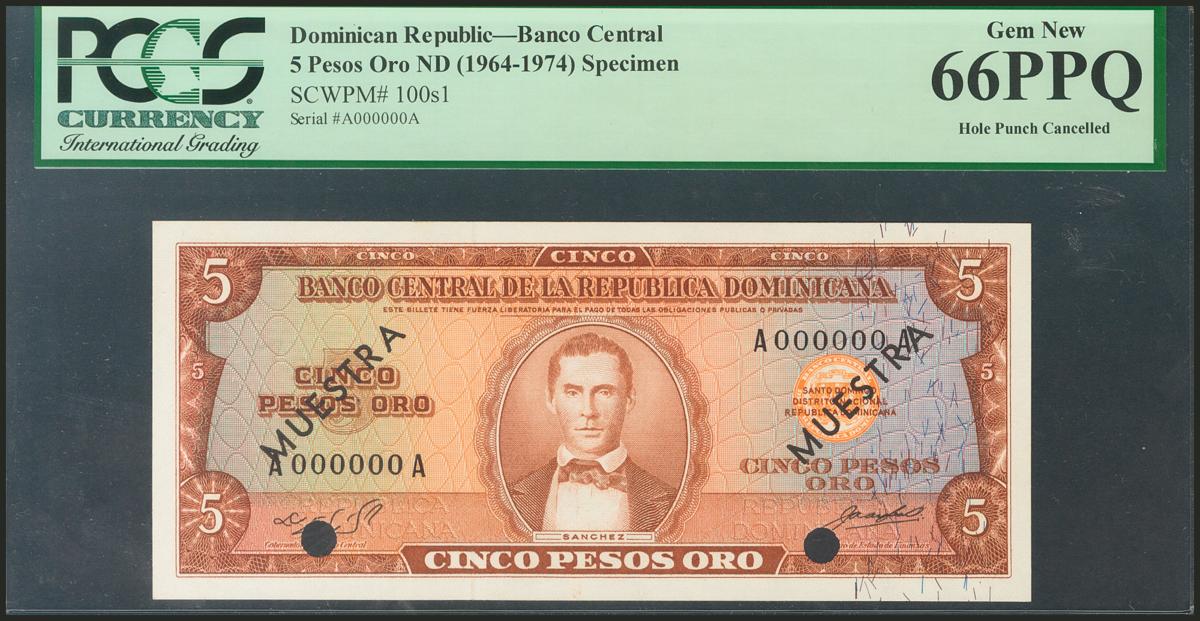 PCGS
CURRENCY
International Grading
Dominican Republic—Banco Central
5 Pesos Oro ND (1964-1974) Specimen
SCWPM# 100s1
Serial #A000000A
Gem New
66PPQ
Hole Punch Cancelled
CINCO CINCO CINCO
5 5
BANCO CENTRAL DE LA REPUBLICA DOMINICANA
ESTE BILLETE TIENE FUERZA LIBERATORIA PARA EL PAGO DE TODAS LAS OBLIGACIONES PUBLICAS O PRIVADAS
A000000A
MUESTRA
MUESTRA
5 5
CINCO
PESOS ORO
SANTO DOMINGO
DISTRITO NACIONAL
REPUBLICA DOMINICANA
A000000A
CINCO PESOS
ORO
5 5
SANCHEZ
CINCO PESOS ORO